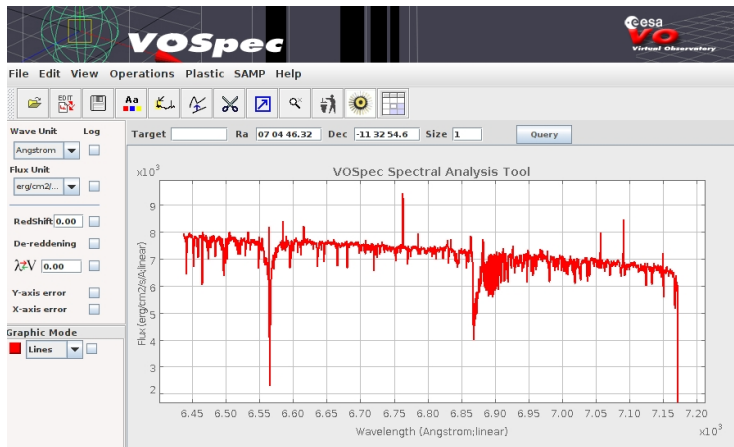 VOSpec
esa
VO
Virtual Observatory
File Edit View Operations Plastic SAMP Help
EDIT
Aa
Wave Unit Log
Target Ra 07 04 46.32 Dec -11 32 54.6 Size 1 Query
Angstrom
Flux Unit
erg/cm2/...
RedShift 0.00
De-reddening
λ⇄V 0.00
Y-axis error
X-axis error
Graphic Mode
Lines
VOSpec Spectral Analysis Tool
x10³
9
8
7
6
5
4
3
2
Flux (erg/cm2/s/A;linear)
6.45 6.50 6.60 6.65 6.70 6.75 6.80 6.85 6.90 6.95 7.00 7.05 7.10 7.15 7.20
Wavelength (Angstrom;linear)
x10³